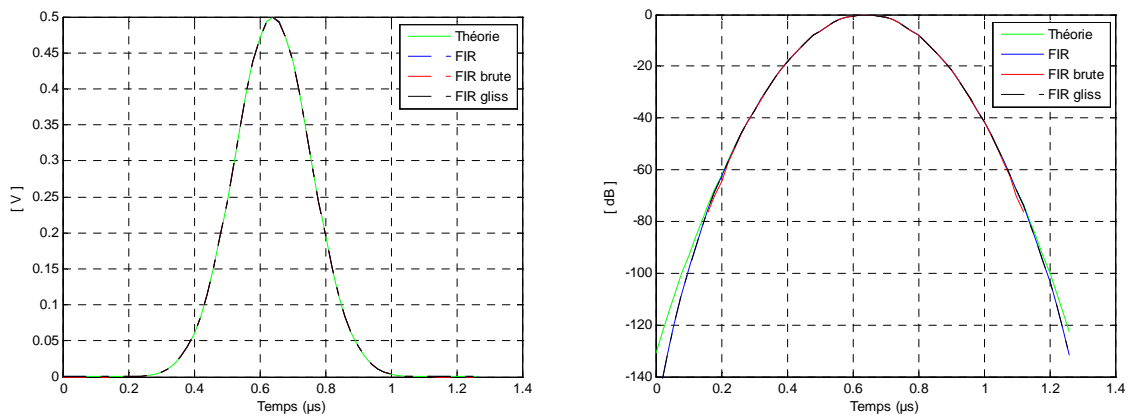 0.5
0.45
0.4
0.35
0.3
0.25
0.2
0.15
0.1
0.05
0
[ V]
0 0.2 0.4 0.6 0.8 1 1.2 1.4
Temps (µs)
Théorie
FIR
FIR brute
FIR gliss
0
-20
-40
-60
-80
-100
-120
-140
[ dB ]
0 0.2 0.4 0.6 0.8 1 1.2 1.4
Temps (µs)
Théorie
FIR
FIR brute
FIR gliss